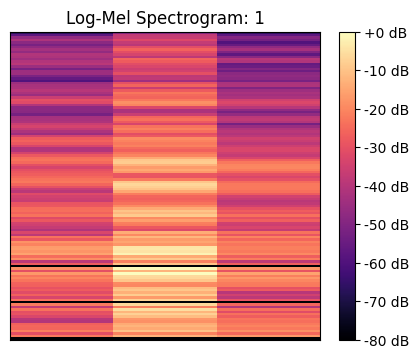 Log-Mel Spectrogram: 1
+0 dB
-10 dB
-20 dB
-30 dB
-40 dB
-50 dB
-60 dB
-70 dB
-80 dB